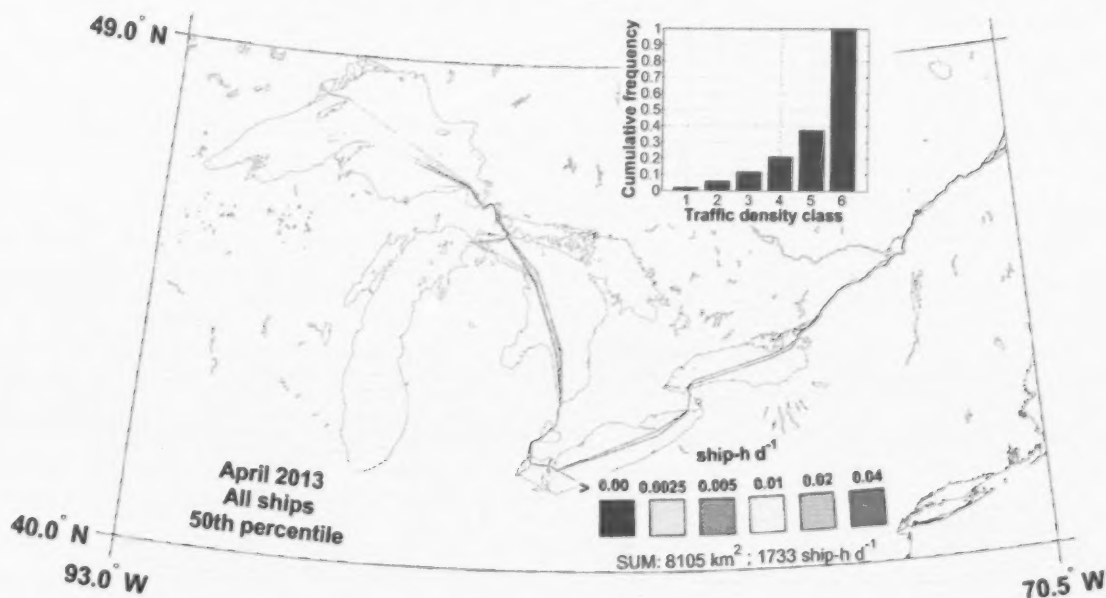 49.0° N
Cumulative frequency
1
0.9
0.8
0.7
0.6
0.5
0.4
0.3
0.2
0.1
0
1 2 3 4 5 6
Traffic density class
April 2013
All ships
50th percentile
ship-h d⁻¹
> 0.00 0.0025 0.005 0.01 0.02 0.04
SUM: 8105 km² ; 1733 ship-h d⁻¹
40.0° N
93.0° W
70.5° W